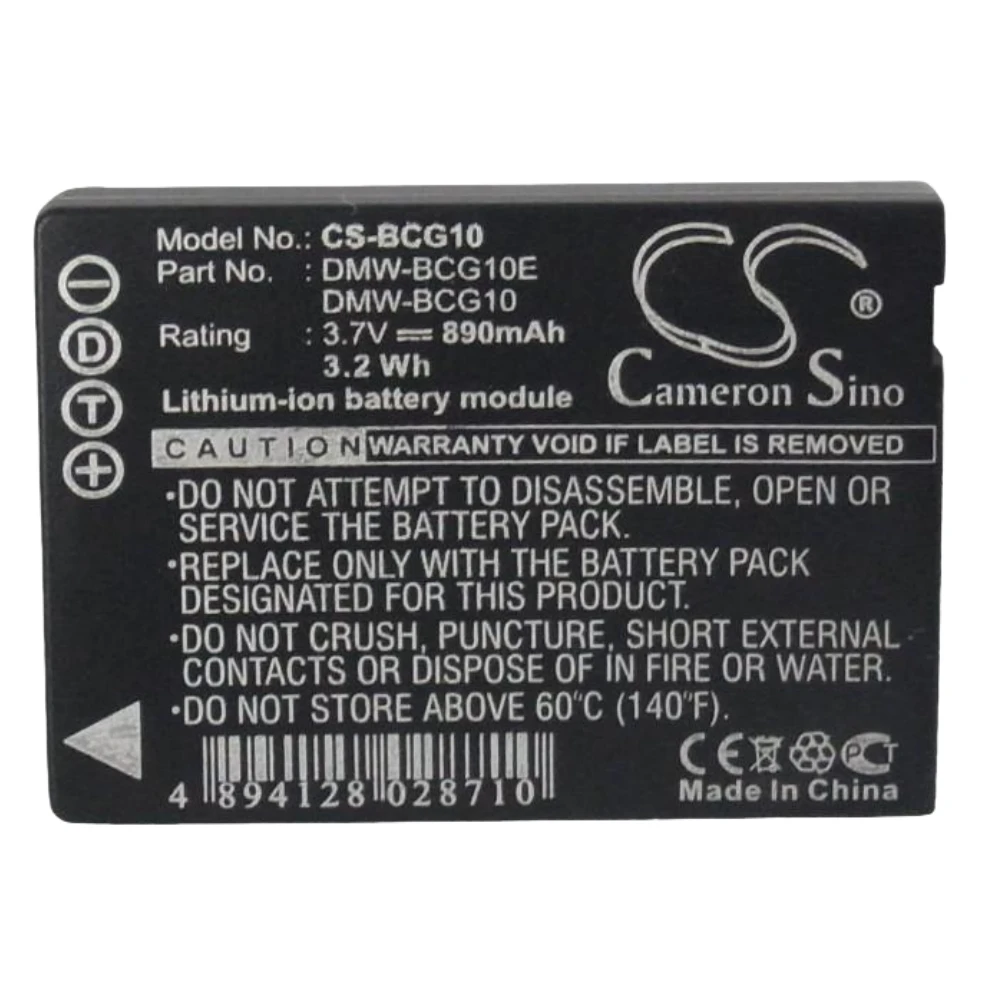 Model No.: CS-BCG10
Part No. : DMW-BCG10E
DMW-BCG10
Rating : 3.7V 890mAh
3.2 Wh
Lithium-ion battery module
CS ®
Cameron Sino
- D T +
CAUTION WARRANTY VOID IF LABEL IS REMOVED
•DO NOT ATTEMPT TO DISASSEMBLE, OPEN OR
SERVICE THE BATTERY PACK.
•REPLACE ONLY WITH THE BATTERY PACK
DESIGNATED FOR THIS PRODUCT.
•DO NOT CRUSH, PUNCTURE, SHORT EXTERNAL
CONTACTS, OR DISPOSE OF IN FIRE OR WATER.
•DO NOT STORE ABOVE 60°C (140°F).
4 894128 028710
CE PCT
Made In China